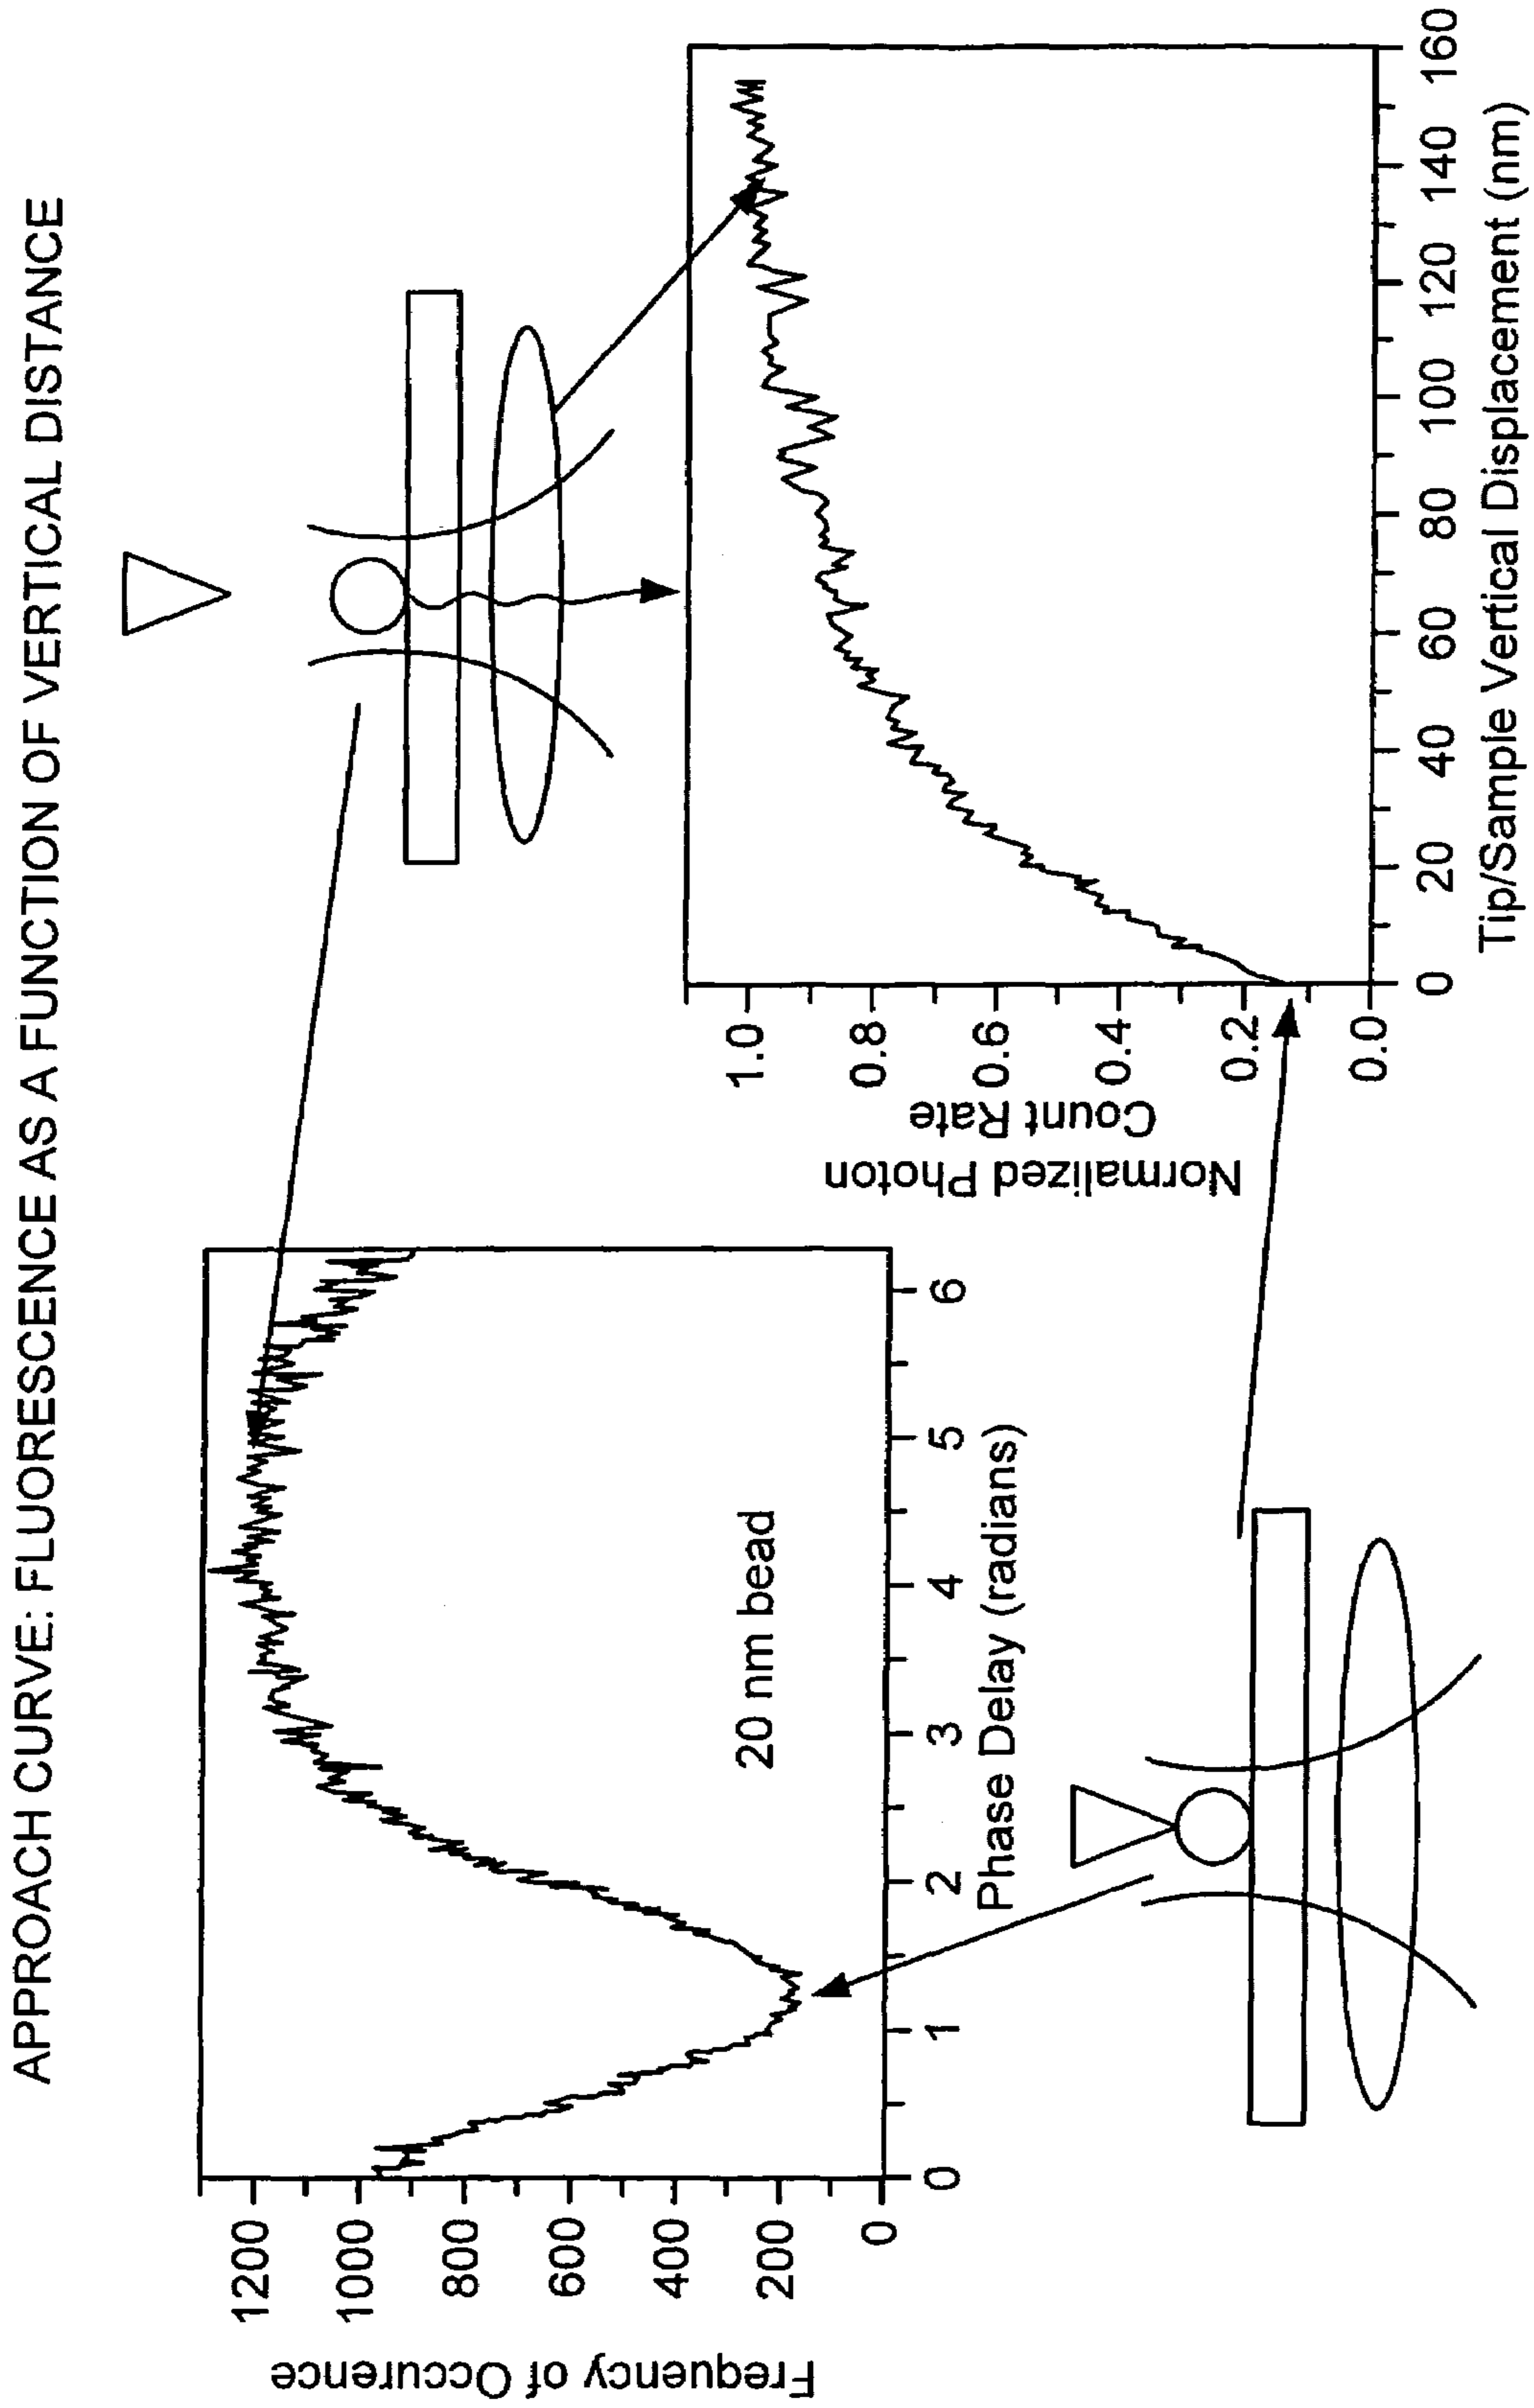 APPROACH CURVE: FLUORESCENCE AS A FUNCTION OF VERTICAL DISTANCE
Frequency of Occurence
1200
1000
800
600
400
200
0
20 nm bead
0 1 2 3 4 5 6
Phase Delay (radians)
Normalized Photon
Count Rate
1.0
0.8
0.6
0.4
0.2
0.0
0 20 40 60 80 100 120 140 160
Tip/Sample Vertical Displacement (nm)